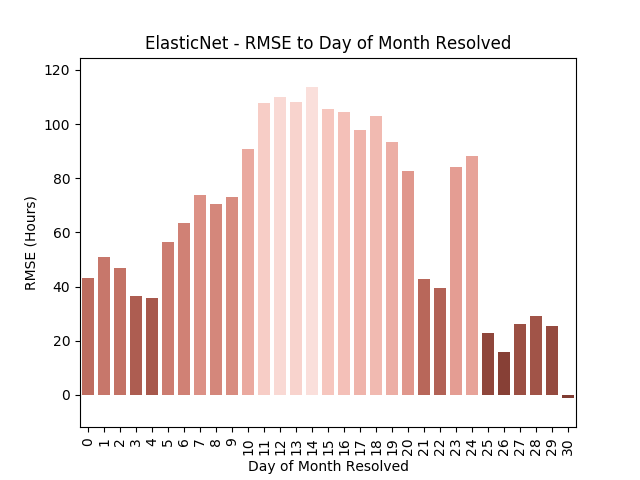 ElasticNet - RMSE to Day of Month Resolved
RMSE (Hours)
120
100
80
60
40
20
0
0 1 2 3 4 5 6 7 8 9 10 11 12 13 14 15 16 17 18 19 20 21 22 23 24 25 26 27 28 29 30
Day of Month Resolved